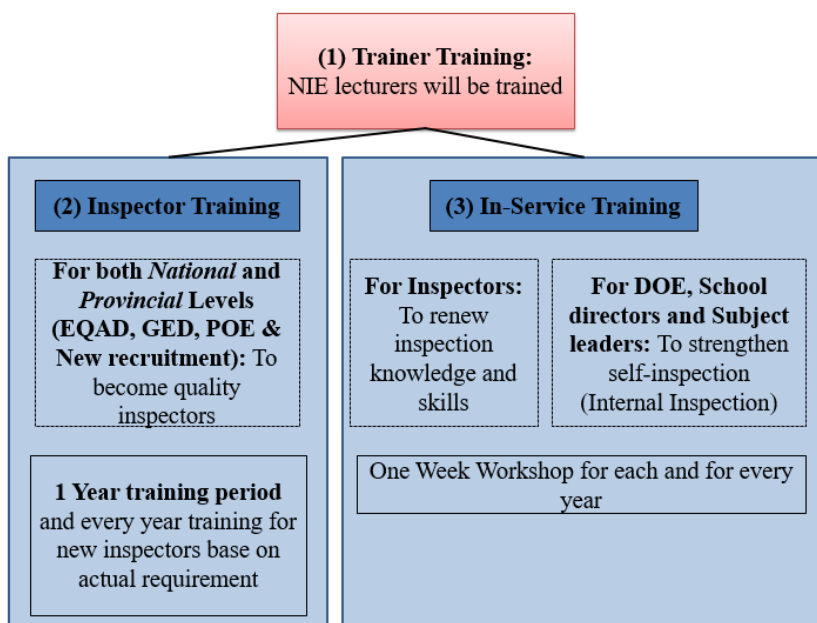 (1) Trainer Training:
NIE lecturers will be trained
(2) Inspector Training
For both National and
Provincial Levels
(EQAD, GED, POE &
New recruitment): To
become quality
inspectors
1 Year training period
and every year training for
new inspectors base on
actual requirement
(3) In-Service Training
For Inspectors:
To renew
inspection
knowledge and
skills
For DOE, School
directors and Subject
leaders: To strengthen
self-inspection
(Internal Inspection)
One Week Workshop for each and for every
year